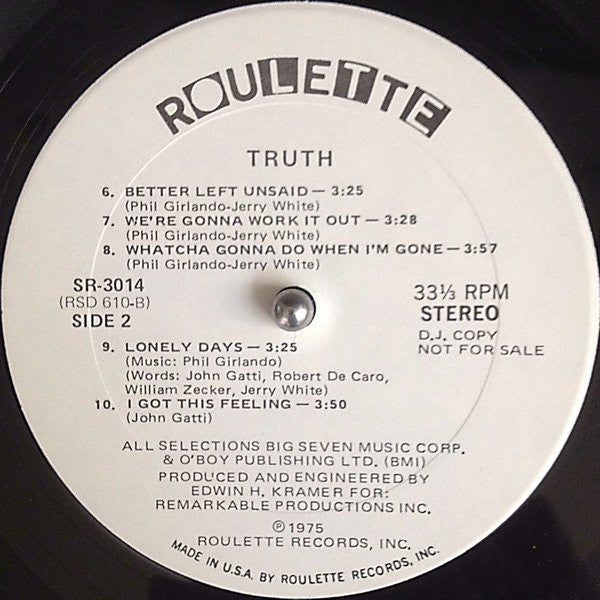 ROULETTE
TRUTH
6. BETTER LEFT UNSAID — 3:25
(Phil Girlando-Jerry White)
7. WE'RE GONNA WORK IT OUT — 3:28
(Phil Girlando-Jerry White)
8. WHATCHA GONNA DO WHEN I'M GONE — 3:57
(Phil Girlando-Jerry White)
SR-3014
(RSD 610-B)
SIDE 2
33⅓ RPM
STEREO
D.J. COPY
NOT FOR SALE
9. LONELY DAYS — 3:25
(Music: Phil Girlando)
(Words: John Gatti, Robert De Caro,
William Zecker, Jerry White)
10. I GOT THIS FEELING — 3:50
(John Gatti)
ALL SELECTIONS BIG SEVEN MUSIC CORP.
& O'BOY PUBLISHING LTD. (BMI)
PRODUCED AND ENGINEERED BY
EDWIN H. KRAMER FOR:
REMARKABLE PRODUCTIONS INC.
℗ 1975
ROULETTE RECORDS, INC.
MADE IN U.S.A. BY ROULETTE RECORDS, INC.